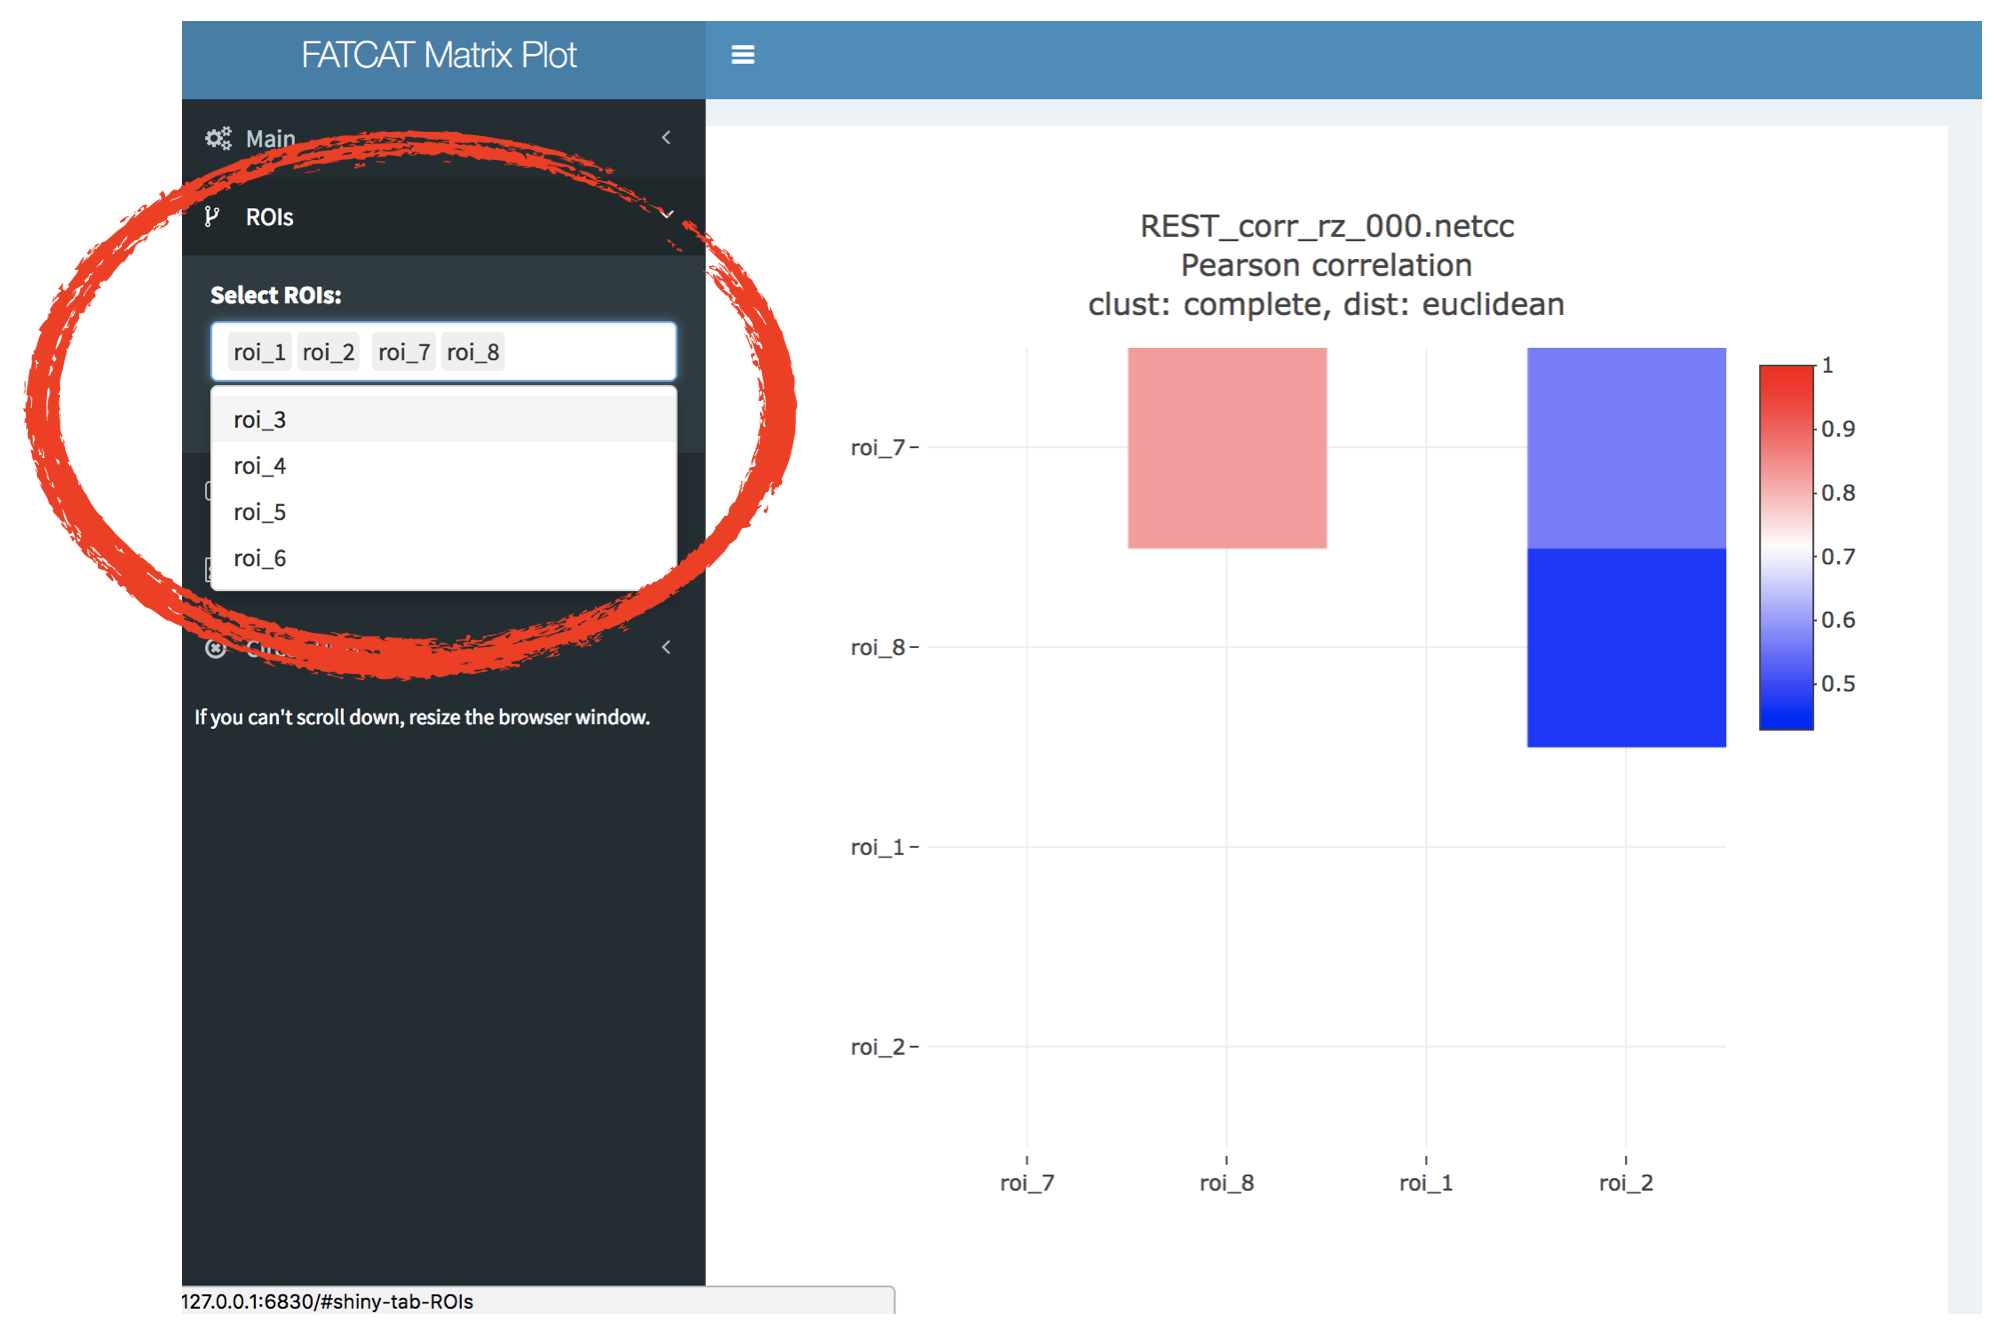 FATCAT Matrix Plot
Main
ROIs
Select ROIs:
roi_1 roi_2 roi_7 roi_8
roi_3
roi_4
roi_5
roi_6
If you can't scroll down, resize the browser window.
127.0.0.1:6830/#shiny-tab-ROIs
REST_corr_rz_000.netcc
Pearson correlation
clust: complete, dist: euclidean
roi_7
roi_8
roi_1
roi_2
roi_7 roi_8 roi_1 roi_2
1
0.9
0.8
0.7
0.6
0.5